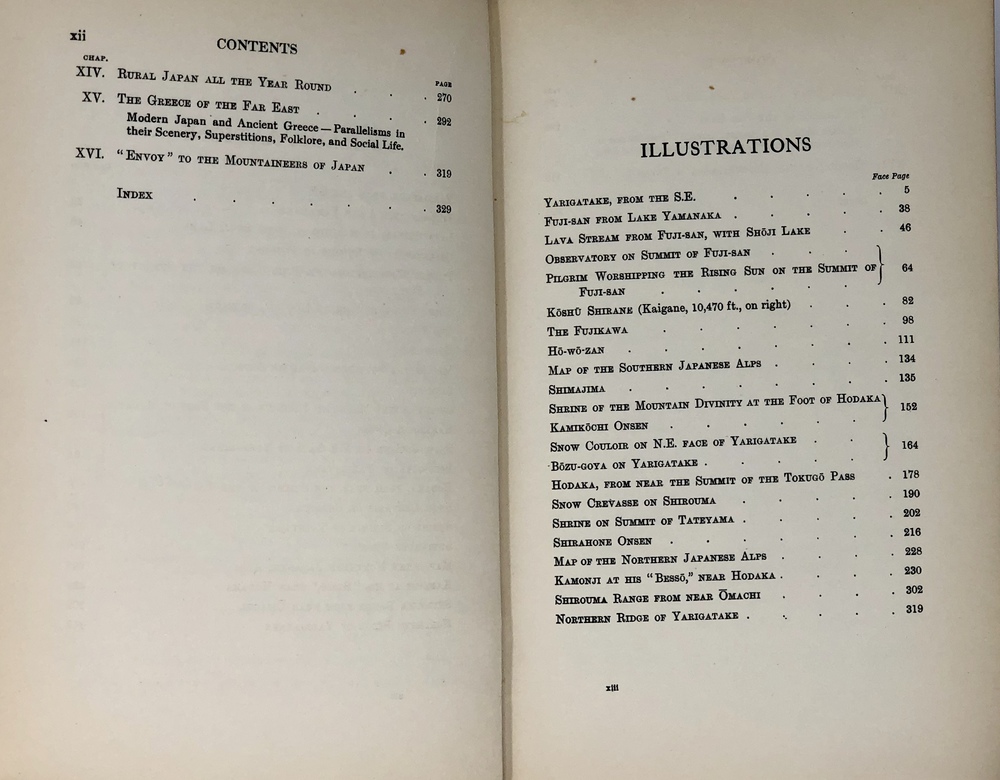 xii
CONTENTS
CHAP.
PAGE
XIV. Rural Japan all the Year Round . . . 270
XV. The Greece of the Far East . . . . 292
Modern Japan and Ancient Greece—Parallelisms in
their Scenery, Superstitions, Folklore, and Social Life.
XVI. "Envoy" to the Mountaineers of Japan . . 319
Index . . . . . . . 329
ILLUSTRATIONS
Face Page
Yarigatake, from the S.E. . . . . . 5
Fuji-san from Lake Yamanaka . . . . . 38
Lava Stream from Fuji-san, with Shōji Lake . . 46
Observatory on Summit of Fuji-san . . .
Pilgrim Worshipping the Rising Sun on the Summit of } 64
Fuji-san . . . . . .
Kōshū Shirane (Kaigane, 10,470 ft., on right) . . . 82
The Fujikawa . . . . . . . 98
Hō-wō-zan . . . . . . . 111
Map of the Southern Japanese Alps . . . . 134
Shimajima . . . . . . . 135
Shrine of the Mountain Divinity at the Foot of Hodaka } 152
Kamikōchi Onsen . . . . . .
Snow Couloir on N.E. face of Yarigatake . . } 164
Bōzu-goya on Yarigatake . . . . .
Hodaka, from near the Summit of the Tokugō Pass . 178
Snow Crevasse on Shirouma . . . . 190
Shrine on Summit of Tateyama . . . . 202
Shirahone Onsen . . . . . . 216
Map of the Northern Japanese Alps . . . . 228
Kamonji at his "Bessō," near Hodaka . . . . 230
Shirouma Range from near Ōmachi . . . . 302
Northern Ridge of Yarigatake . . . . 319
xiii